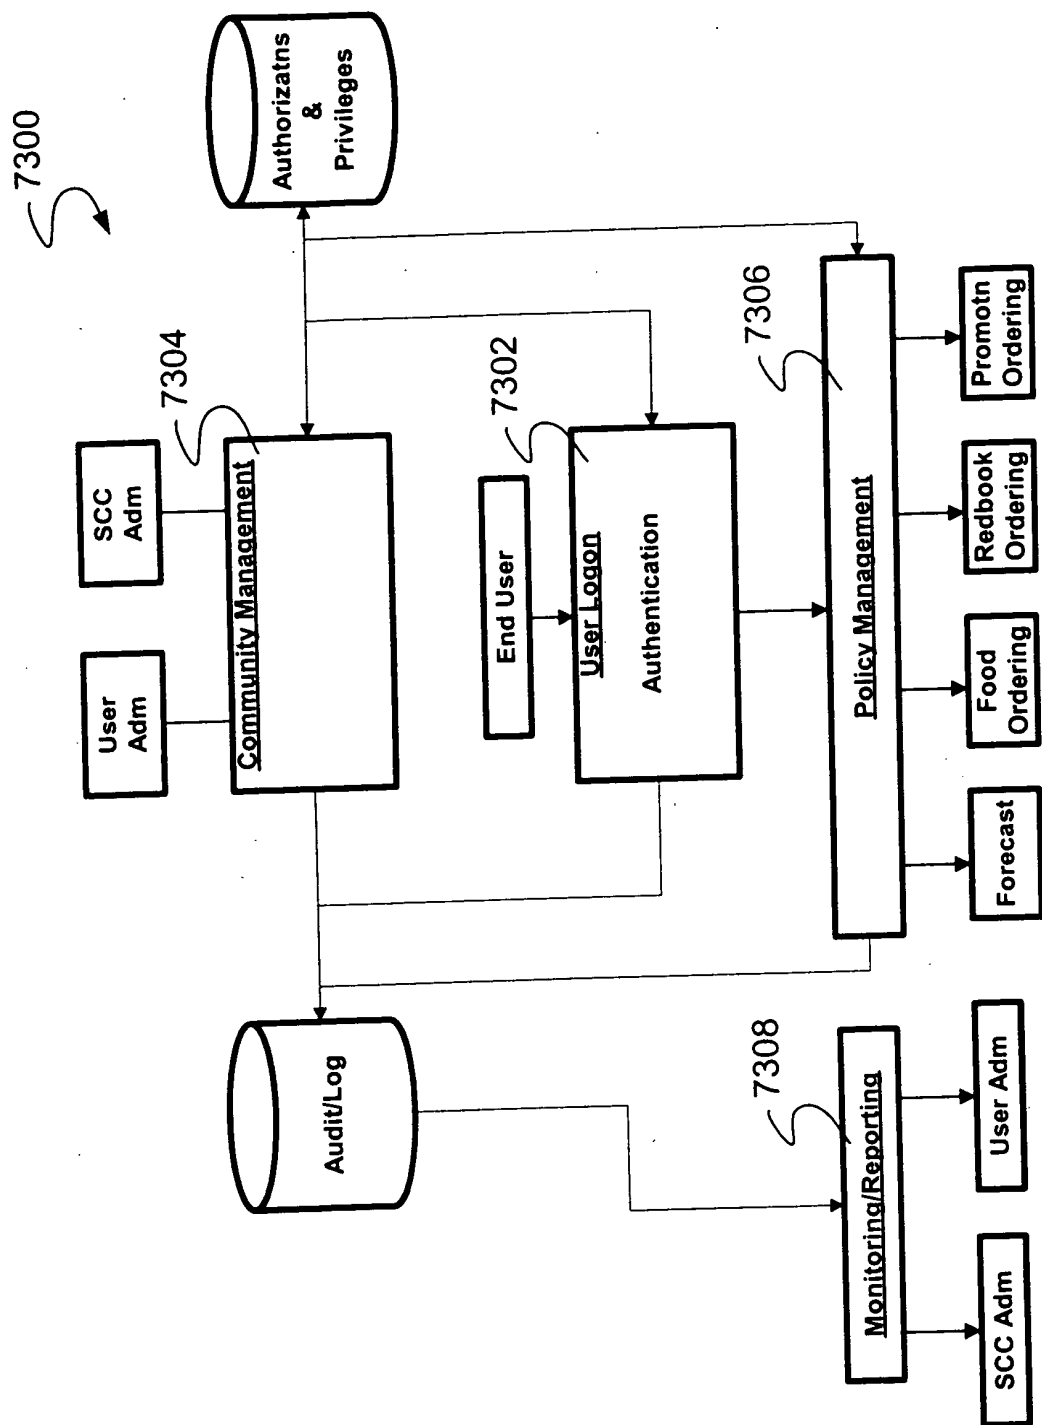 7300
User
Adm
SCC
Adm
7304
Community Management
Authorizatns
&
Privileges
Audit/Log
End User
7302
User Logon
Authentication
7306
Policy Management
7308
Monitoring/Reporting
SCC Adm
User Adm
Forecast
Food
Ordering
Redbook
Ordering
Promotn
Ordering